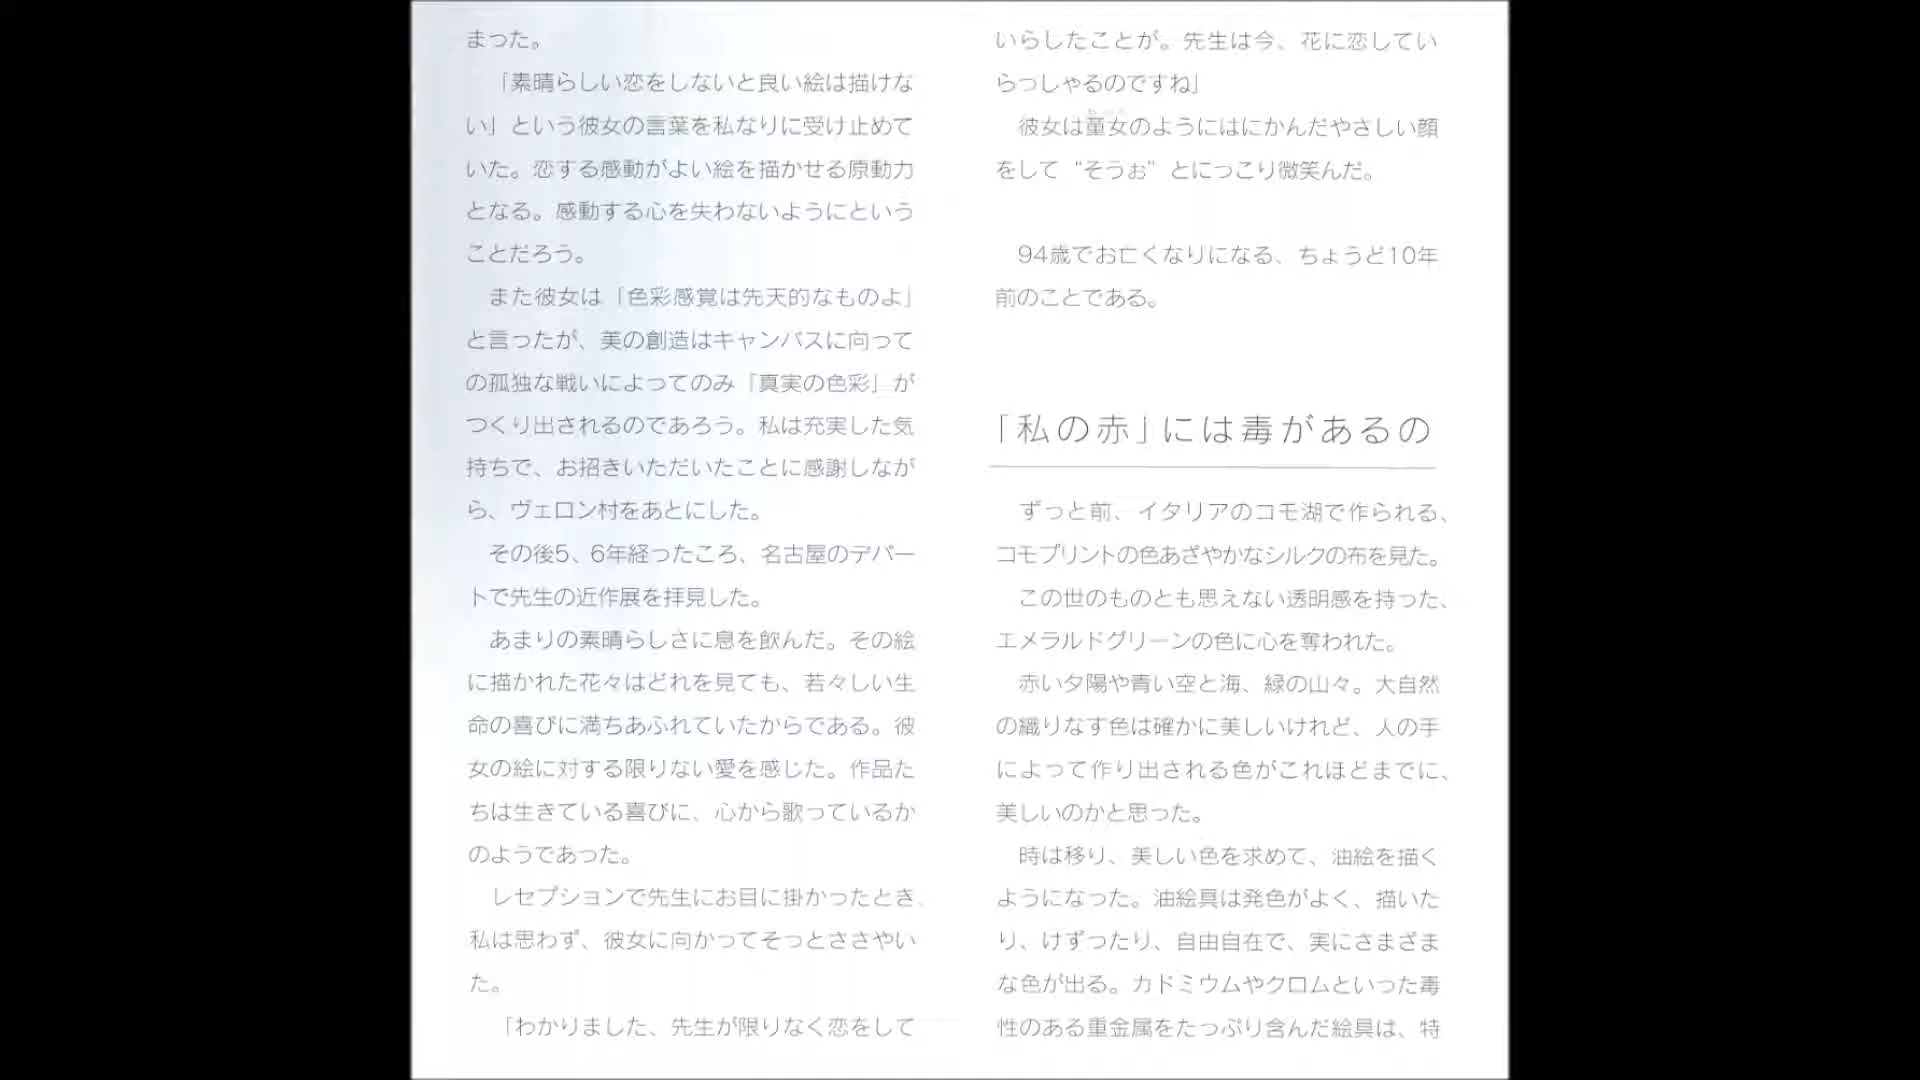 まった。
「素晴らしい恋をしないと良い絵は描けな
い」という彼女の言葉を私なりに受け止めて
いた。恋する感動がよい絵を描かせる原動力
となる。感動する心を失わないようにという
ことだろう。
また彼女は「色彩感覚は先天的なものよ」
と言ったが、美の創造はキャンバスに向って
の孤独な戦いによってのみ「真実の色彩」が
つくり出されるのであろう。私は充実した気
持ちで、お招きいただいたことに感謝しなが
ら、ヴェロン村をあとにした。
その後5、6年経ったころ、名古屋のデパー
トで先生の近作展を拝見した。
あまりの素晴らしさに息を飲んだ。その絵
に描かれた花々はどれを見ても、若々しい生
命の喜びに満ちあふれていたからである。彼
女の絵に対する限りない愛を感じた。作品た
ちは生きている喜びに、心から歌っているか
のようであった。
レセプションで先生にお目に掛かったとき、
私は思わず、彼女に向かってそっとささやい
た。
「わかりました、先生が限りなく恋をして
いらしたことが。先生は今、花に恋してい
らっしゃるのですね」
彼女は童女のようにはにかんだやさしい顔
をして“そうぉ”とにっこり微笑んだ。
94歳でお亡くなりになる、ちょうど10年
前のことである。
「私の赤」には毒があるの
ずっと前、イタリアのコモ湖で作られる、
コモプリントの色あざやかなシルクの布を見た。
この世のものとも思えない透明感を持った、
エメラルドグリーンの色に心を奪われた。
赤い夕陽や青い空と海、緑の山々。大自然
の織りなす色は確かに美しいけれど、人の手
によって作り出される色がこれほどまでに、
美しいのかと思った。
時は移り、美しい色を求めて、油絵を描く
ようになった。油絵具は発色がよく、描いた
り、けずったり、自由自在で、実にさまざま
な色が出る。カドミウムやクロムといった毒
性のある重金属をたっぷり含んだ絵具は、特